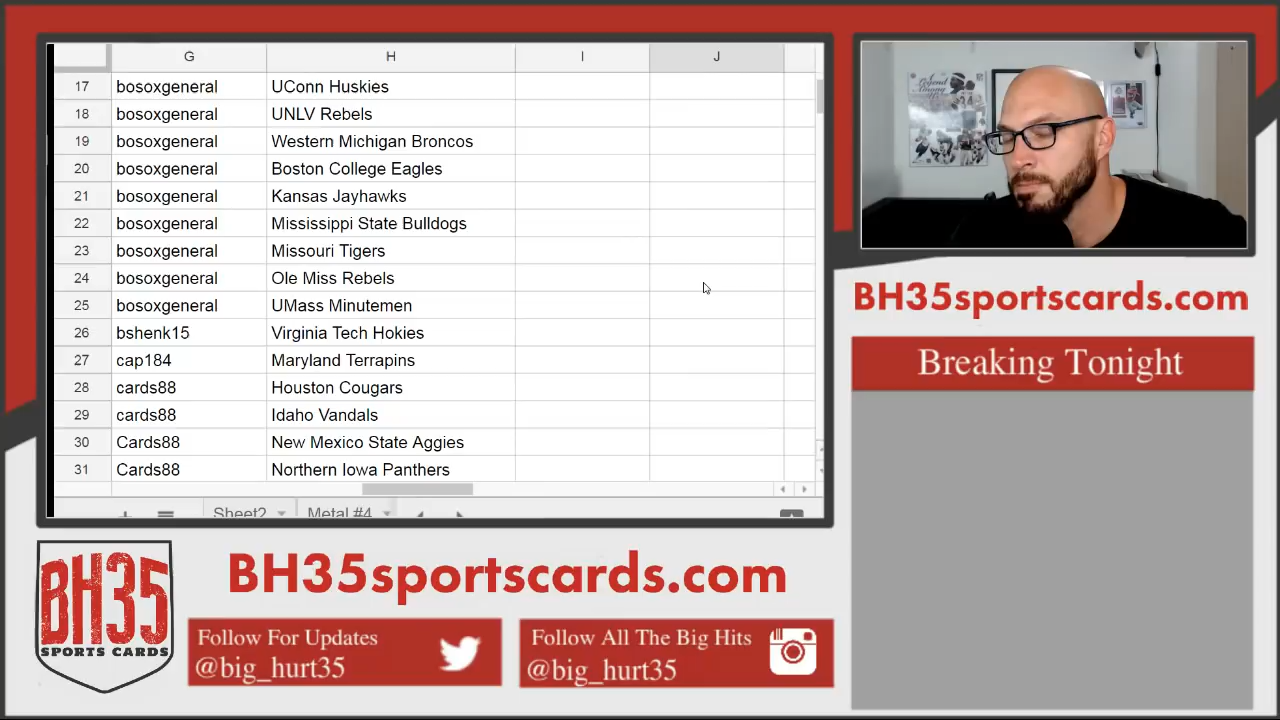 G H I J
17 bosoxgeneral UConn Huskies
18 bosoxgeneral UNLV Rebels
19 bosoxgeneral Western Michigan Broncos
20 bosoxgeneral Boston College Eagles
21 bosoxgeneral Kansas Jayhawks
22 bosoxgeneral Mississippi State Bulldogs
23 bosoxgeneral Missouri Tigers
24 bosoxgeneral Ole Miss Rebels
25 bosoxgeneral UMass Minutemen
26 bshenk15 Virginia Tech Hokies
27 cap184 Maryland Terrapins
28 cards88 Houston Cougars
29 cards88 Idaho Vandals
30 Cards88 New Mexico State Aggies
31 Cards88 Northern Iowa Panthers
Sheet2 Metal #4
BH35sportscards.com
Breaking Tonight
BH35
SPORTS CARDS
BH35sportscards.com
Follow For Updates
@big_hurt35
Follow All The Big Hits
@big_hurt35